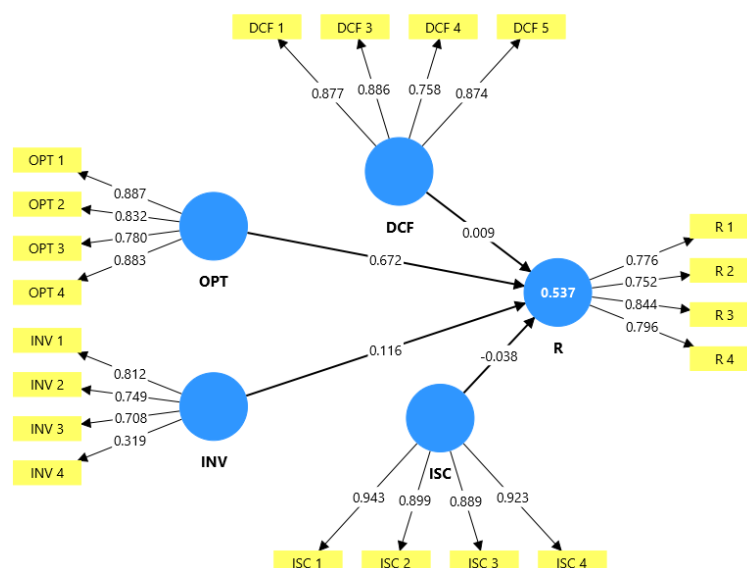 DCF 1
DCF 3
DCF 4
DCF 5
0.877
0.886
0.758
0.874
OPT 1
OPT 2
OPT 3
OPT 4
0.887
0.832
0.780
0.883
OPT
DCF
0.009
0.672
R 1
R 2
R 3
R 4
0.776
0.752
0.844
0.796
0.537
R
INV 1
INV 2
INV 3
INV 4
0.812
0.749
0.708
0.319
INV
0.116
-0.038
ISC
0.943
0.899
0.889
0.923
ISC 1
ISC 2
ISC 3
ISC 4